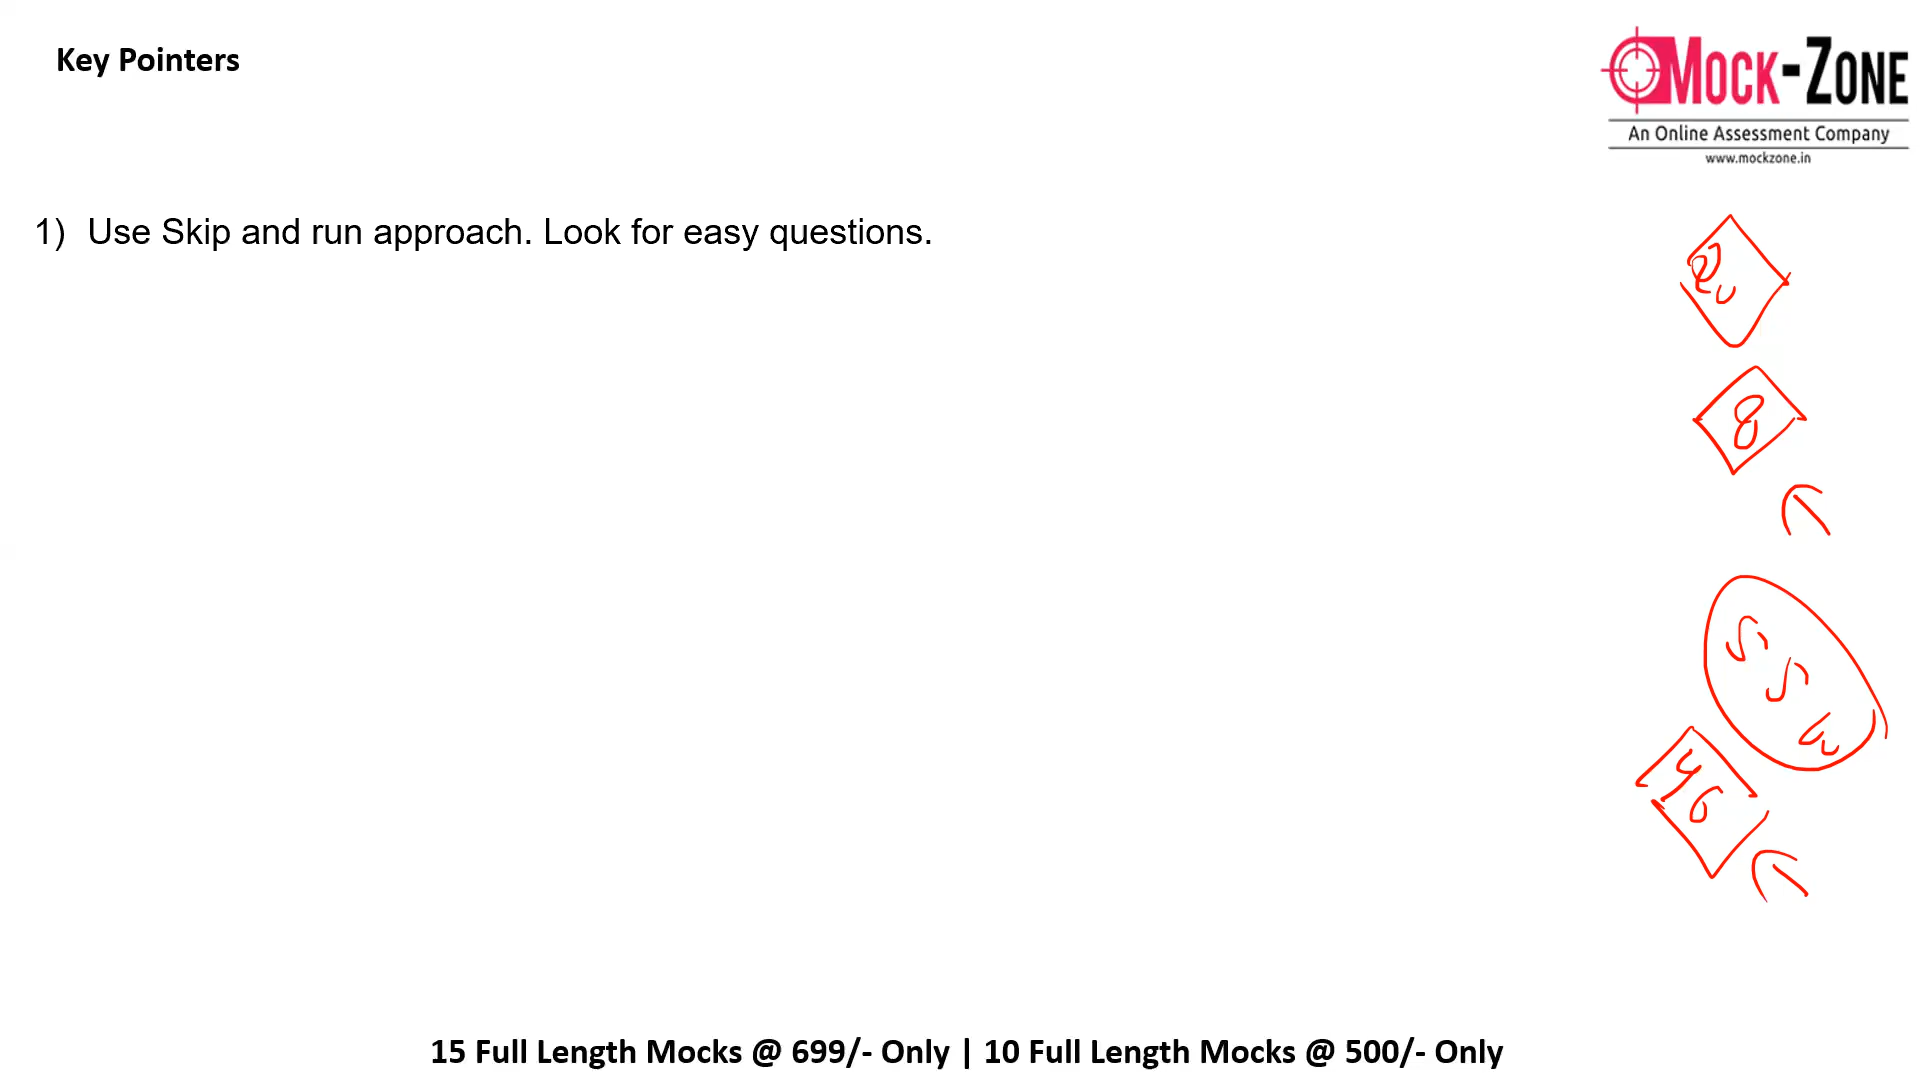 Key Pointers
MOCK-ZONE
An Online Assessment Company
www.mockzone.in
1) Use Skip and run approach. Look for easy questions.
8
46
15 Full Length Mocks @ 699/- Only | 10 Full Length Mocks @ 500/- Only